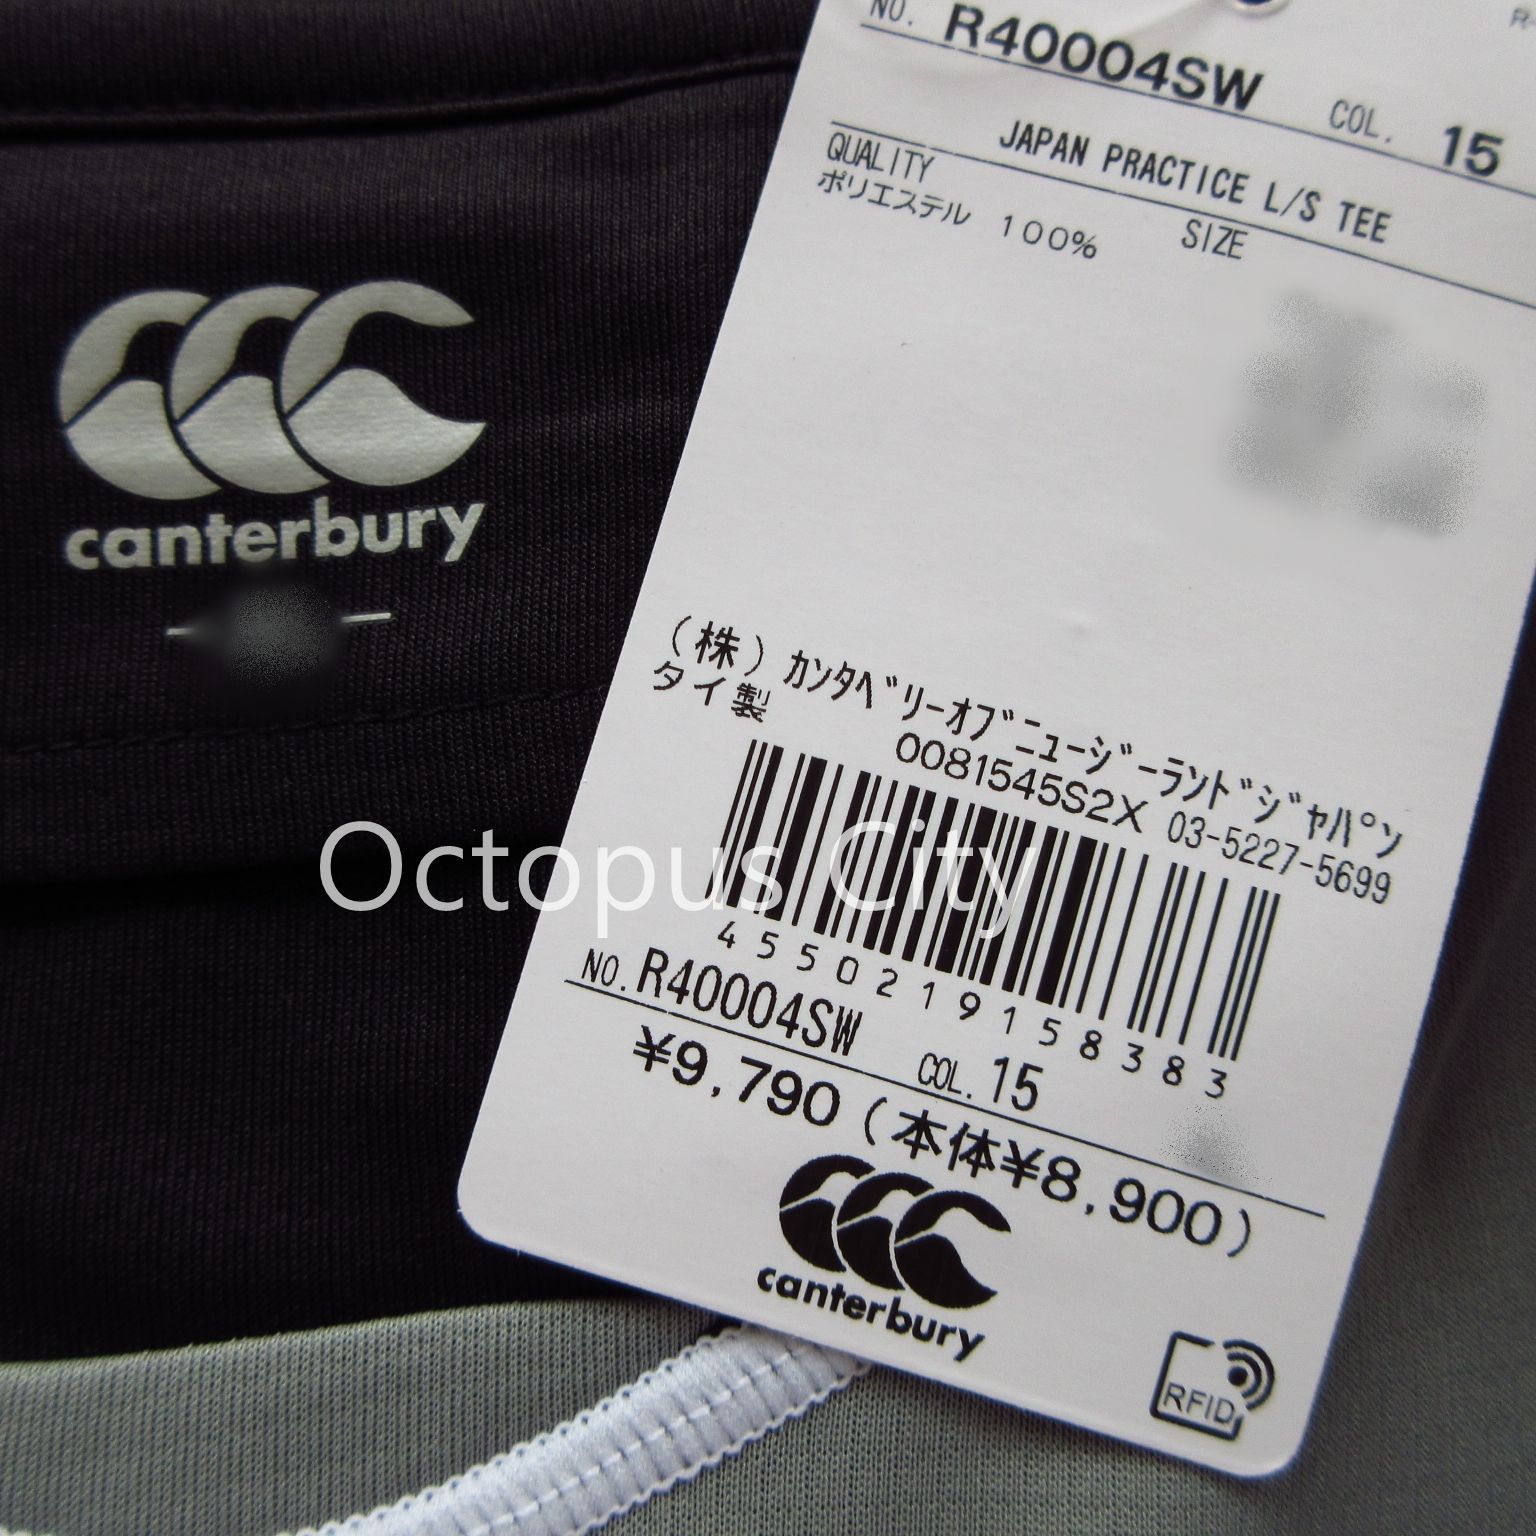 NO. R40004SW COL. 15
JAPAN PRACTICE L/S TEE
QUALITY SIZE
ポリエステル 100%
canterbury
(株)カンタベリーオブニュージーランドジャパン
タイ製 0081545S2X 03-5227-5699
Octopus City
4550219158383
NO. R40004SW COL. 15
¥9,790(本体¥8,900)
canterbury
RFID